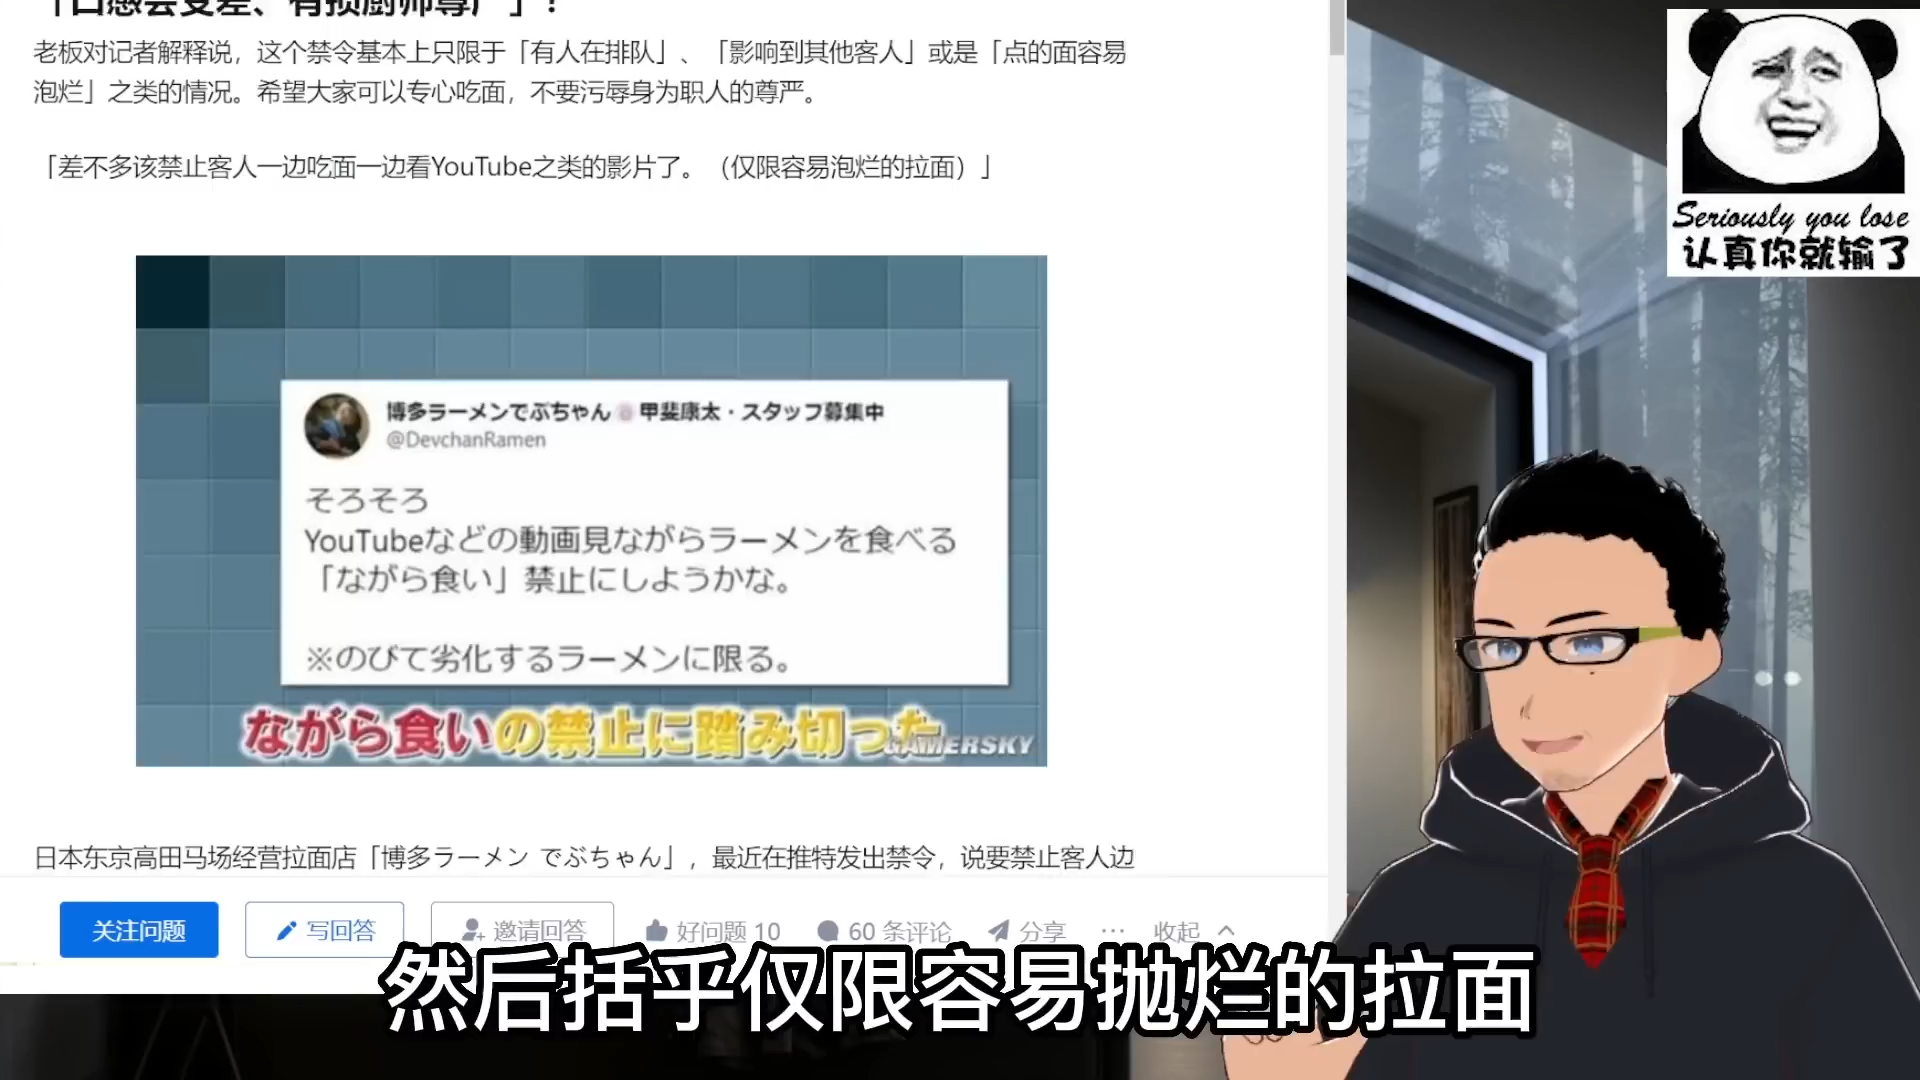 「口感会变差、有损厨师尊严」？
老板对记者解释说，这个禁令基本上只限于「有人在排队」、「影响到其他客人」或是「点的面容易
泡烂」之类的情况。希望大家可以专心吃面，不要污辱身为职人的尊严。
「差不多该禁止客人一边吃面一边看YouTube之类的影片了。（仅限容易泡烂的拉面）」
博多ラーメンでぶちゃん 甲斐康太・スタッフ募集中
@DevchanRamen
そろそろ
YouTubeなどの動画見ながらラーメンを食べる
「ながら食い」禁止にしようかな。
※のびて劣化するラーメンに限る。
ながら食いの禁止に踏み切った
GAMERSKY
日本东京高田马场经营拉面店「博多ラーメン でぶちゃん」，最近在推特发出禁令，说要禁止客人边
关注问题
写回答
邀请回答
好问题 10
60 条评论
分享
收起
Seriously you lose
认真你就输了
然后括乎仅限容易抛烂的拉面